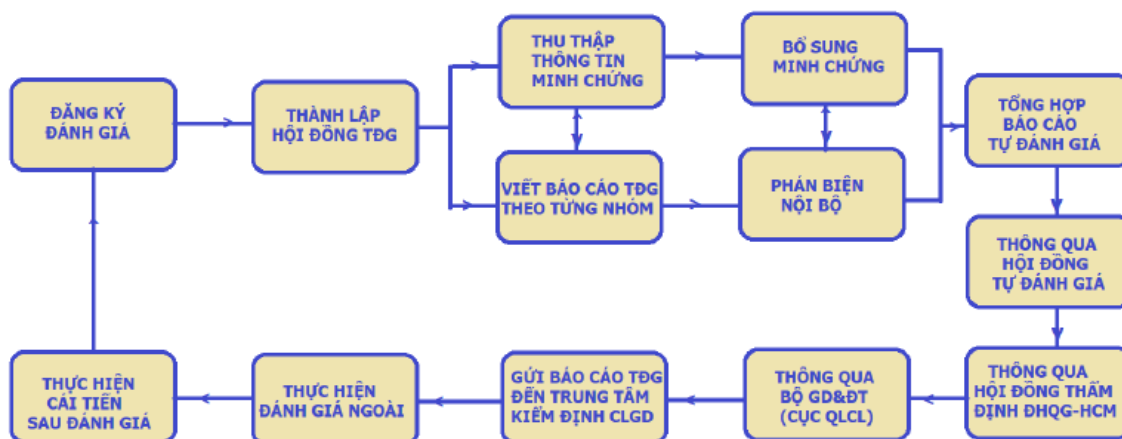 ĐĂNG KÝ
ĐÁNH GIÁ
THÀNH LẬP
HỘI ĐỒNG TĐG
THU THẬP
THÔNG TIN
MINH CHỨNG
VIẾT BÁO CÁO TĐG
THEO TỪNG NHÓM
BỔ SUNG
MINH CHỨNG
PHẢN BIỆN
NỘI BỘ
TỔNG HỢP
BÁO CÁO
TỰ ĐÁNH GIÁ
THÔNG QUA
HỘI ĐỒNG
TỰ ĐÁNH GIÁ
THÔNG QUA
HỘI ĐỒNG THẨM
ĐỊNH ĐHQG-HCM
THÔNG QUA
BỘ GD&ĐT
(CỤC QLCL)
GỬI BÁO CÁO TĐG
ĐẾN TRUNG TÂM
KIỂM ĐỊNH CLGD
THỰC HIỆN
ĐÁNH GIÁ NGOÀI
THỰC HIỆN
CẢI TIẾN
SAU ĐÁNH GIÁ